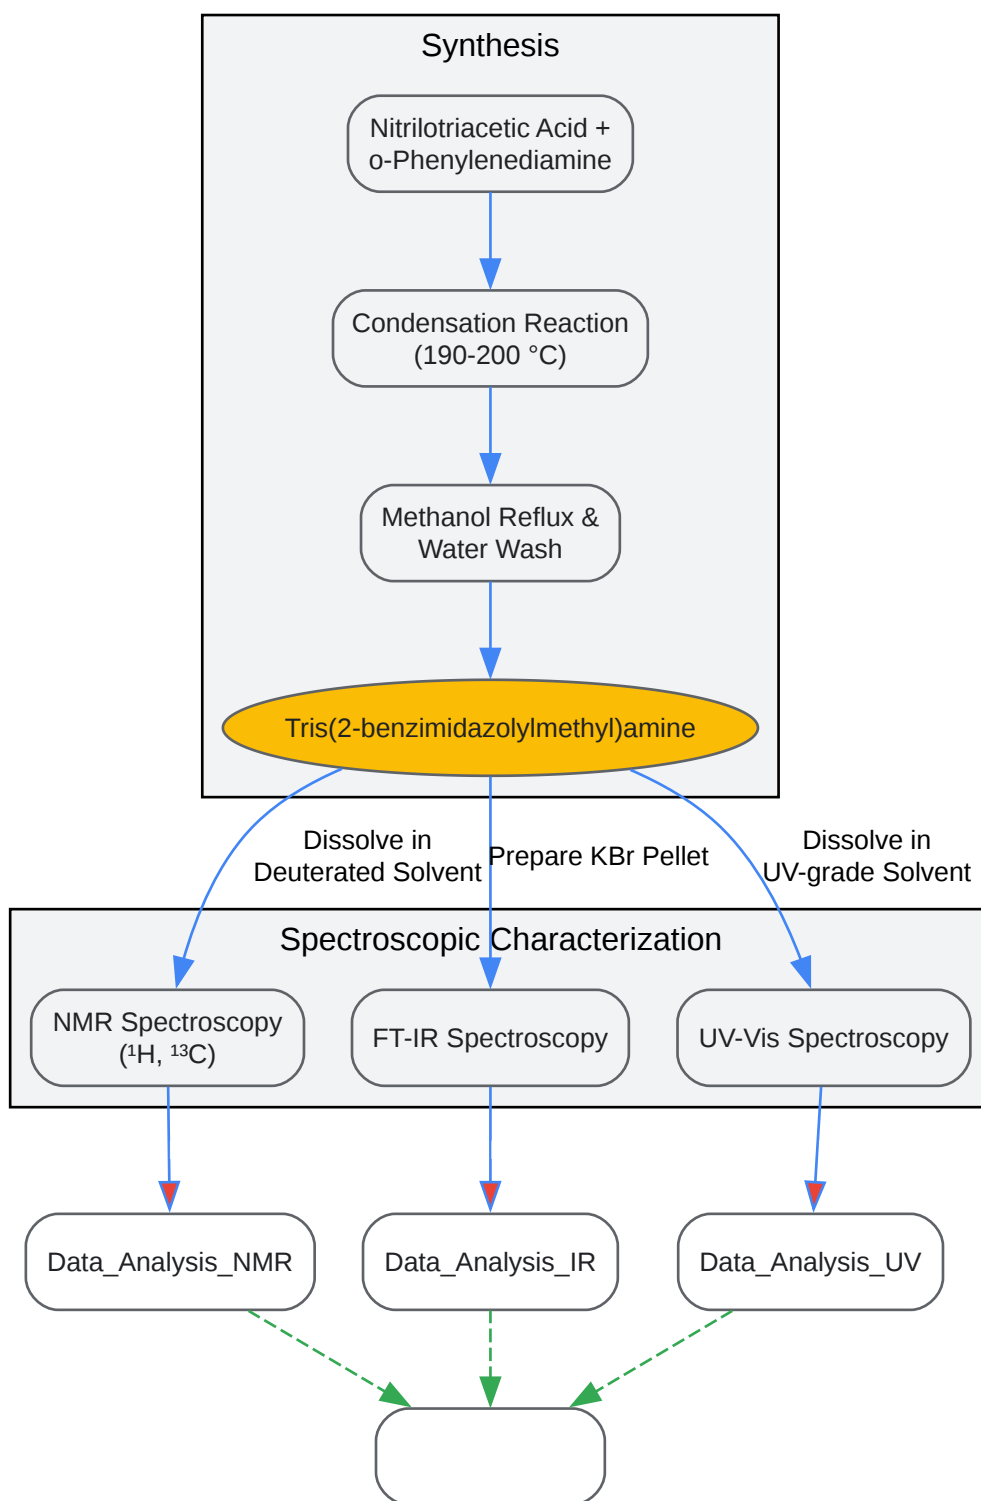 Synthesis
Nitrilotriacetic Acid +
o-Phenylenediamine
Condensation Reaction
(190-200 °C)
Methanol Reflux &
Water Wash
Tris(2-benzimidazolylmethyl)amine
Dissolve in
Deuterated Solvent
Prepare KBr Pellet
Dissolve in
UV-grade Solvent
Spectroscopic Characterization
NMR Spectroscopy
(¹H, ¹³C)
FT-IR Spectroscopy
UV-Vis Spectroscopy
Data_Analysis_NMR
Data_Analysis_IR
Data_Analysis_UV